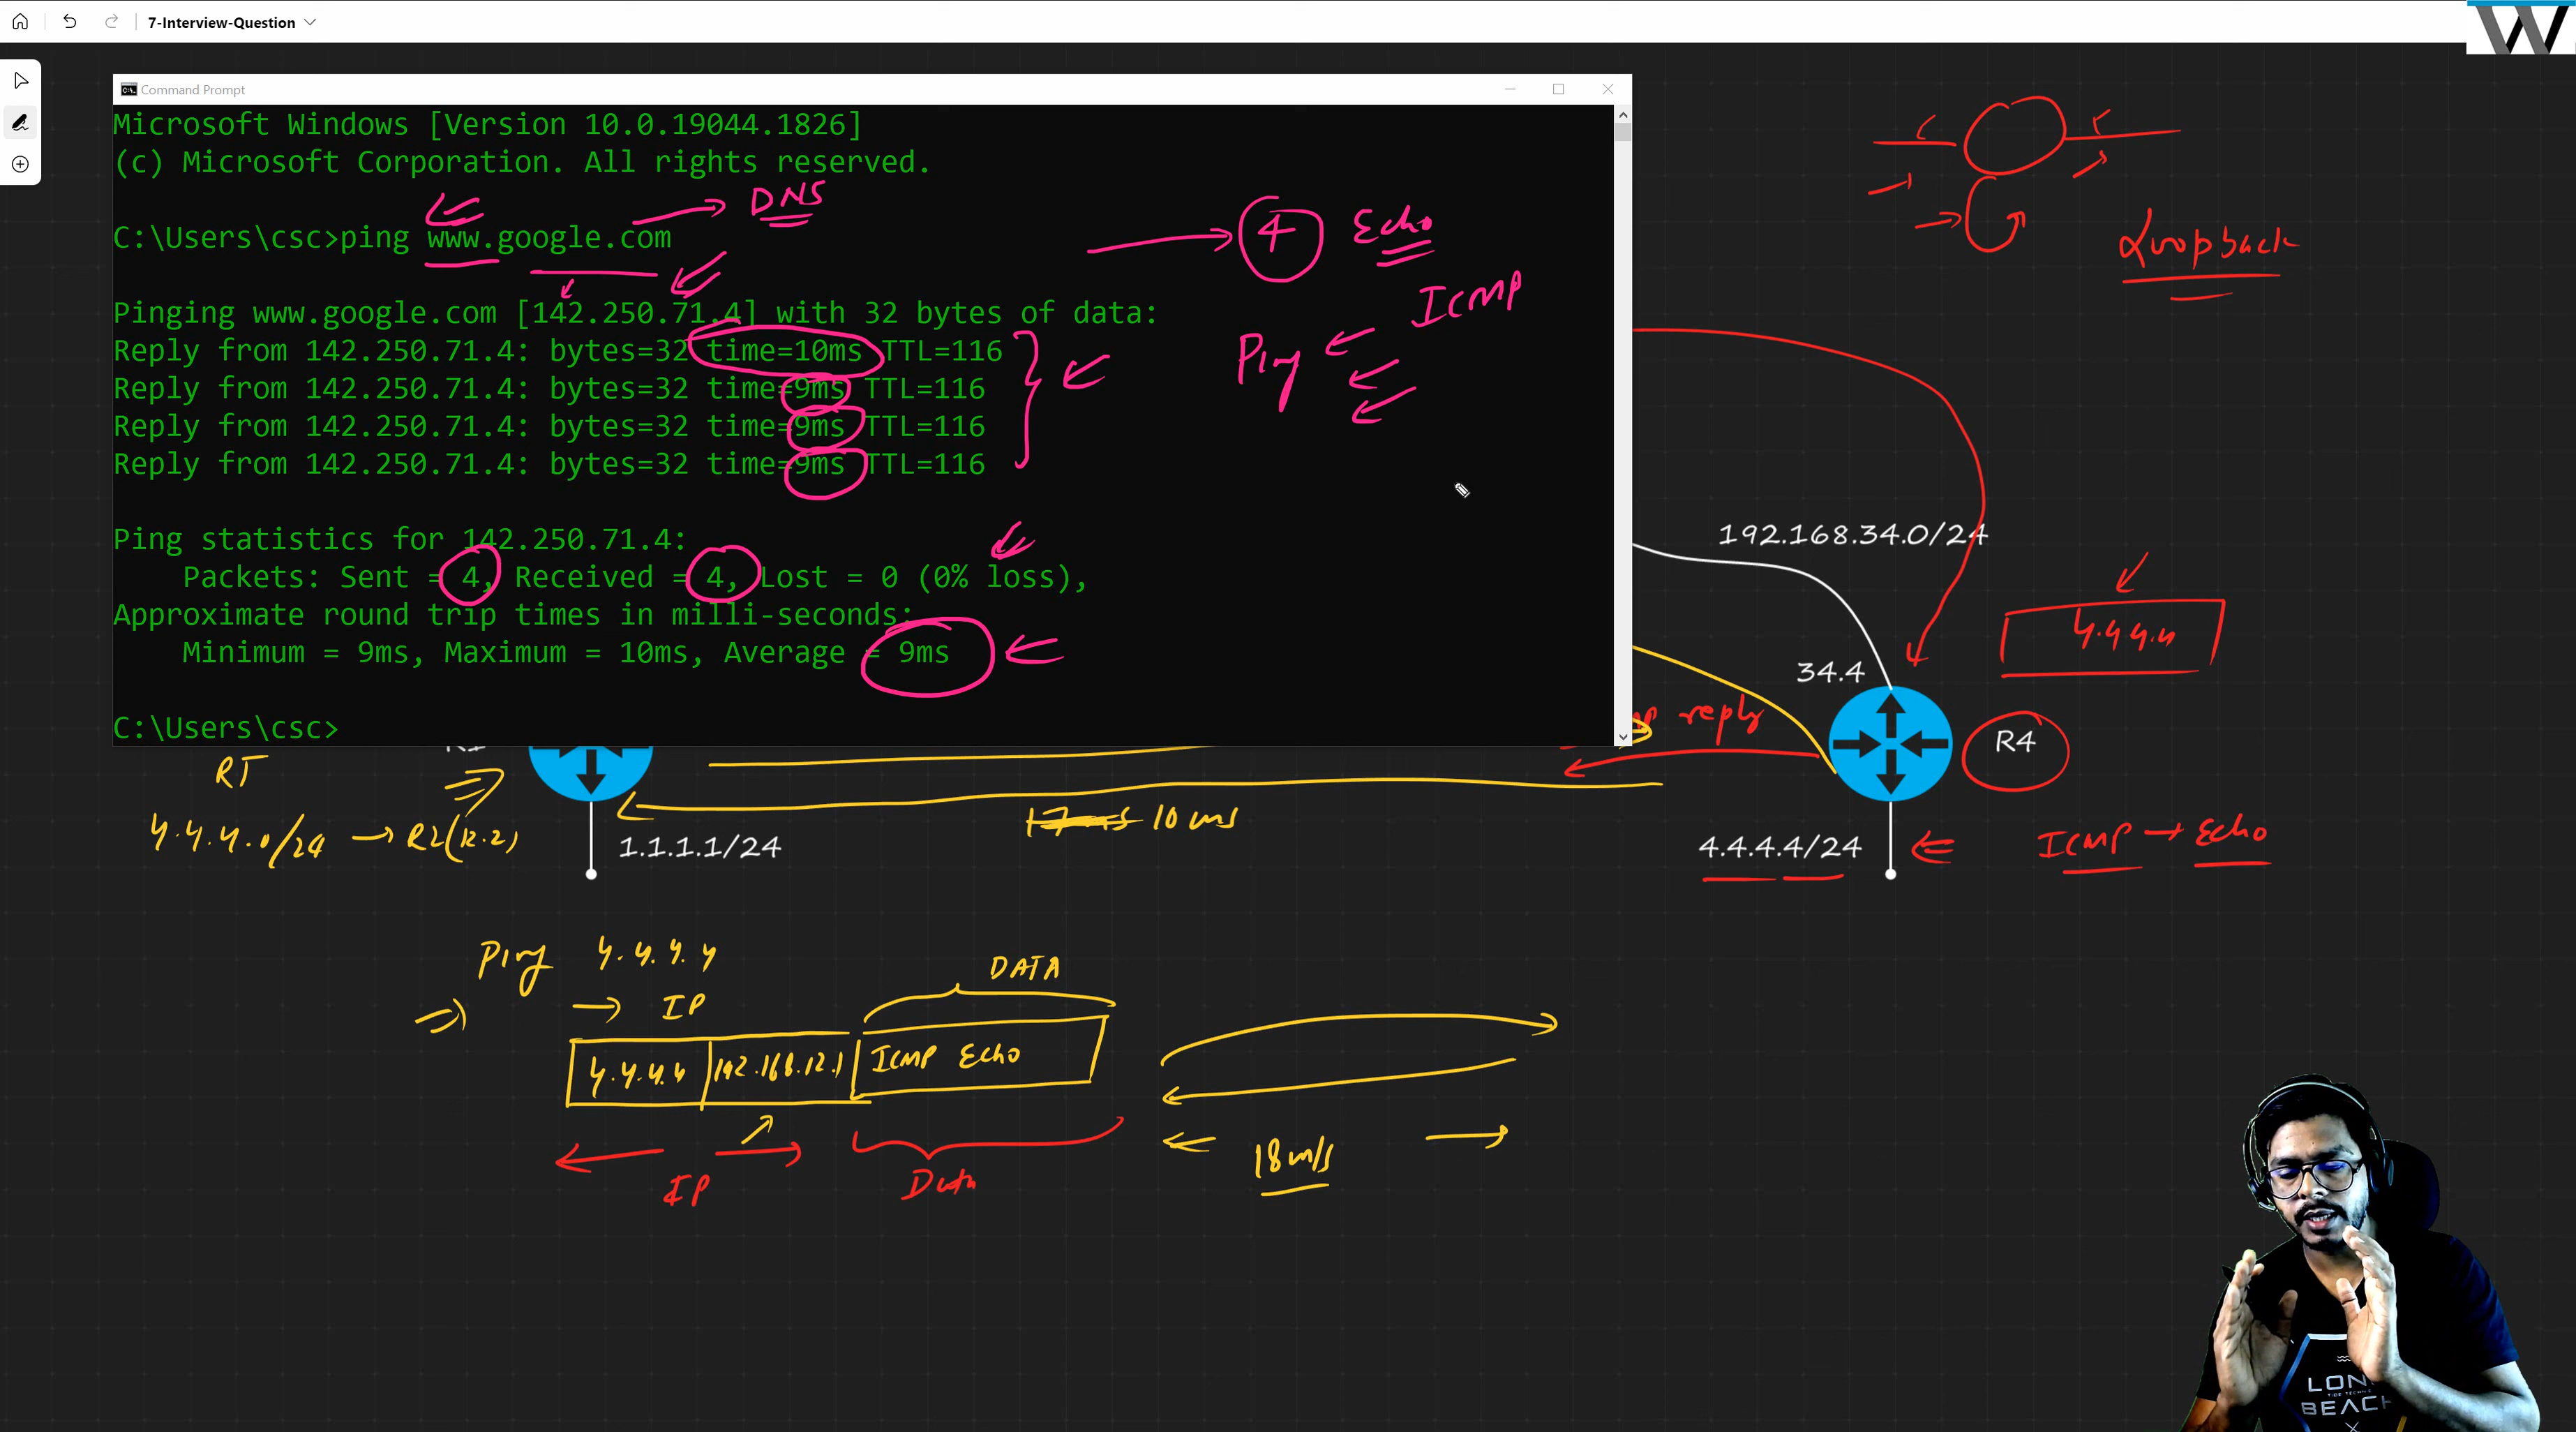 7-Interview-Question
W
Command Prompt
Microsoft Windows [Version 10.0.19044.1826]
(c) Microsoft Corporation. All rights reserved.
DNS
C:\Users\csc>ping www.google.com
4 Echo
ICMP
Ping
Pinging www.google.com [142.250.71.4] with 32 bytes of data:
Reply from 142.250.71.4: bytes=32 time=10ms TTL=116
Reply from 142.250.71.4: bytes=32 time=9ms TTL=116
Reply from 142.250.71.4: bytes=32 time=9ms TTL=116
Reply from 142.250.71.4: bytes=32 time=9ms TTL=116
Ping statistics for 142.250.71.4:
Packets: Sent = 4, Received = 4, Lost = 0 (0% loss),
Approximate round trip times in milli-seconds:
Minimum = 9ms, Maximum = 10ms, Average = 9ms
C:\Users\csc>
Loopback
192.168.34.0/24
4.4.4.4
34.4
reply
R4
RT
4.4.4.0/24 → R2(12.2)
1.1.1.1/24
10 ms
4.4.4.4/24
ICMP → Echo
Ping 4.4.4.4
→ IP
DATA
4.4.4.4 192.168.12.1 ICMP Echo
IP
Data
18 m/s
LONG
BEACH